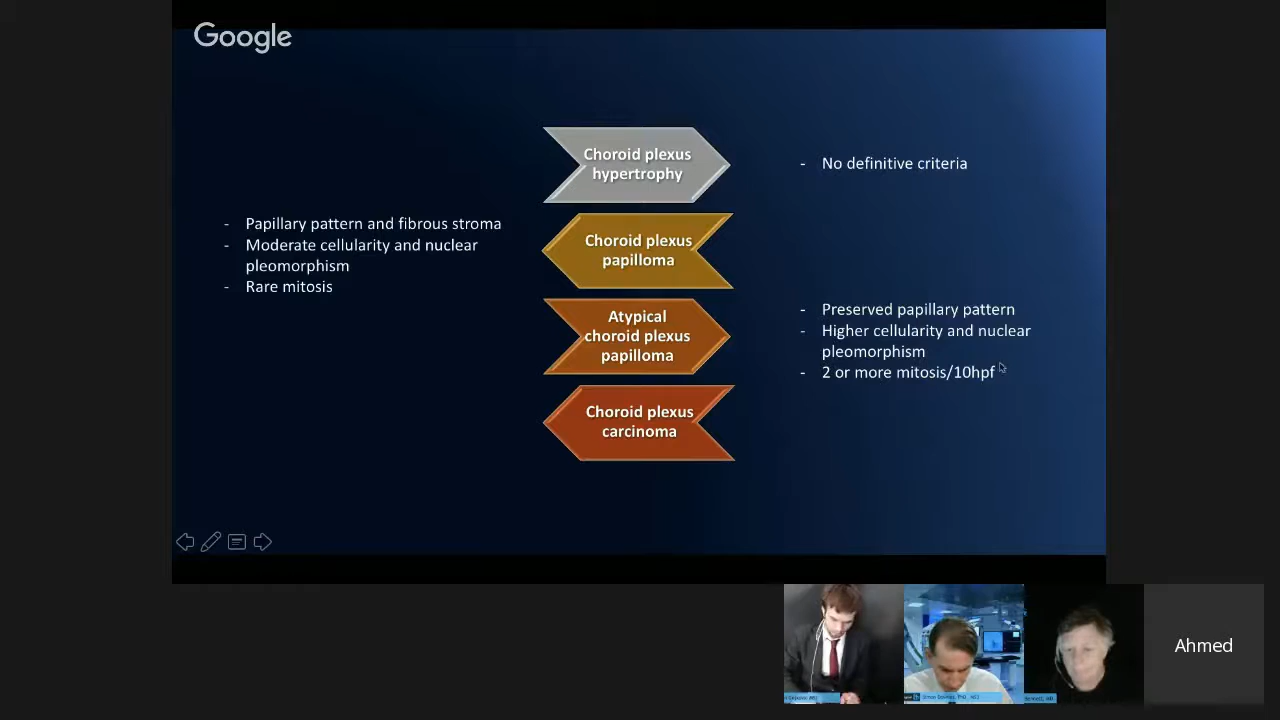 Google
Choroid plexus
hypertrophy
- No definitive criteria
- Papillary pattern and fibrous stroma
- Moderate cellularity and nuclear
pleomorphism
- Rare mitosis
Choroid plexus
papilloma
Atypical
choroid plexus
papilloma
- Preserved papillary pattern
- Higher cellularity and nuclear
pleomorphism
- 2 or more mitosis/10hpf
Choroid plexus
carcinoma
Ahmed